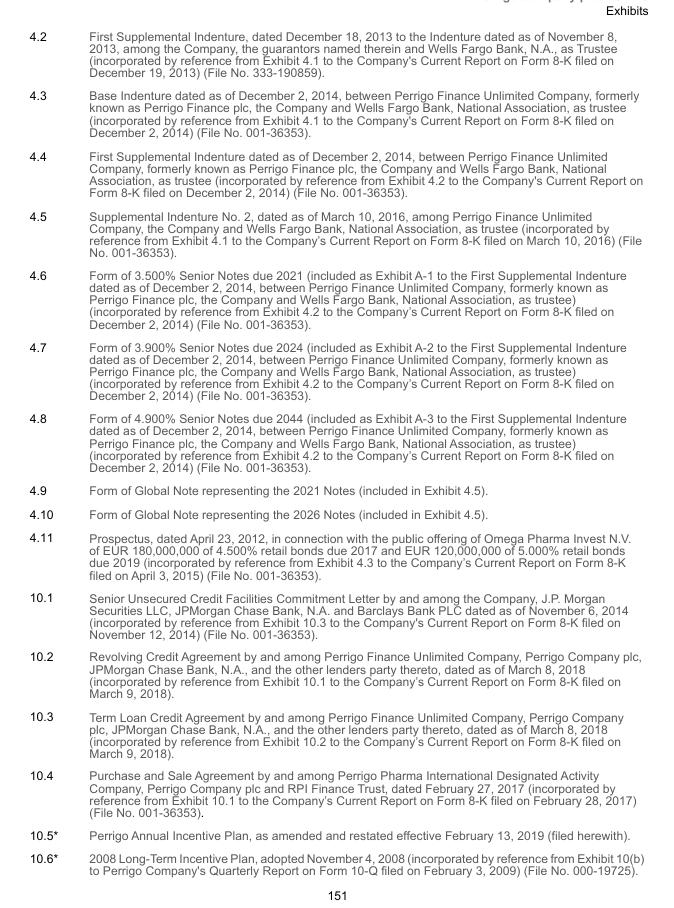 Exhibits
4.2 First Supplemental Indenture, dated December 18, 2013 to the Indenture dated as of November 8,
2013, among the Company, the guarantors named therein and Wells Fargo Bank, N.A., as Trustee
(incorporated by reference from Exhibit 4.1 to the Company's Current Report on Form 8-K filed on
December 19, 2013) (File No. 333-190859).
4.3 Base Indenture dated as of December 2, 2014, between Perrigo Finance Unlimited Company, formerly
known as Perrigo Finance plc, the Company and Wells Fargo Bank, National Association, as trustee
(incorporated by reference from Exhibit 4.1 to the Company's Current Report on Form 8-K filed on
December 2, 2014) (File No. 001-36353).
4.4 First Supplemental Indenture dated as of December 2, 2014, between Perrigo Finance Unlimited
Company, formerly known as Perrigo Finance plc, the Company and Wells Fargo Bank, National
Association, as trustee (incorporated by reference from Exhibit 4.2 to the Company's Current Report on
Form 8-K filed on December 2, 2014) (File No. 001-36353).
4.5 Supplemental Indenture No. 2, dated as of March 10, 2016, among Perrigo Finance Unlimited
Company, the Company and Wells Fargo Bank, National Association, as trustee (incorporated by
reference from Exhibit 4.1 to the Company’s Current Report on Form 8-K filed on March 10, 2016) (File
No. 001-36353).
4.6 Form of 3.500% Senior Notes due 2021 (included as Exhibit A-1 to the First Supplemental Indenture
dated as of December 2, 2014, between Perrigo Finance Unlimited Company, formerly known as
Perrigo Finance plc, the Company and Wells Fargo Bank, National Association, as trustee)
(incorporated by reference from Exhibit 4.2 to the Company’s Current Report on Form 8-K filed on
December 2, 2014) (File No. 001-36353).
4.7 Form of 3.900% Senior Notes due 2024 (included as Exhibit A-2 to the First Supplemental Indenture
dated as of December 2, 2014, between Perrigo Finance Unlimited Company, formerly known as
Perrigo Finance plc, the Company and Wells Fargo Bank, National Association, as trustee)
(incorporated by reference from Exhibit 4.2 to the Company’s Current Report on Form 8-K filed on
December 2, 2014) (File No. 001-36353).
4.8 Form of 4.900% Senior Notes due 2044 (included as Exhibit A-3 to the First Supplemental Indenture
dated as of December 2, 2014, between Perrigo Finance Unlimited Company, formerly known as
Perrigo Finance plc, the Company and Wells Fargo Bank, National Association, as trustee)
(incorporated by reference from Exhibit 4.2 to the Company’s Current Report on Form 8-K filed on
December 2, 2014) (File No. 001-36353).
4.9 Form of Global Note representing the 2021 Notes (included in Exhibit 4.5).
4.10 Form of Global Note representing the 2026 Notes (included in Exhibit 4.5).
4.11 Prospectus, dated April 23, 2012, in connection with the public offering of Omega Pharma Invest N.V.
of EUR 180,000,000 of 4.500% retail bonds due 2017 and EUR 120,000,000 of 5.000% retail bonds
due 2019 (incorporated by reference from Exhibit 4.3 to the Company’s Current Report on Form 8-K
filed on April 3, 2015) (File No. 001-36353).
10.1 Senior Unsecured Credit Facilities Commitment Letter by and among the Company, J.P. Morgan
Securities LLC, JPMorgan Chase Bank, N.A. and Barclays Bank PLC dated as of November 6, 2014
(incorporated by reference from Exhibit 10.3 to the Company's Current Report on Form 8-K filed on
November 12, 2014) (File No. 001-36353).
10.2 Revolving Credit Agreement by and among Perrigo Finance Unlimited Company, Perrigo Company plc,
JPMorgan Chase Bank, N.A., and the other lenders party thereto, dated as of March 8, 2018
(incorporated by reference from Exhibit 10.1 to the Company's Current Report on Form 8-K filed on
March 9, 2018).
10.3 Term Loan Credit Agreement by and among Perrigo Finance Unlimited Company, Perrigo Company
plc, JPMorgan Chase Bank, N.A., and the other lenders party thereto, dated as of March 8, 2018
(incorporated by reference from Exhibit 10.2 to the Company's Current Report on Form 8-K filed on
March 9, 2018).
10.4 Purchase and Sale Agreement by and among Perrigo Pharma International Designated Activity
Company, Perrigo Company plc and RPI Finance Trust, dated February 27, 2017 (incorporated by
reference from Exhibit 10.1 to the Company’s Current Report on Form 8-K filed on February 28, 2017)
(File No. 001-36353).
10.5* Perrigo Annual Incentive Plan, as amended and restated effective February 13, 2019 (filed herewith).
10.6* 2008 Long-Term Incentive Plan, adopted November 4, 2008 (incorporated by reference from Exhibit 10(b)
to Perrigo Company's Quarterly Report on Form 10-Q filed on February 3, 2009) (File No. 000-19725).
151